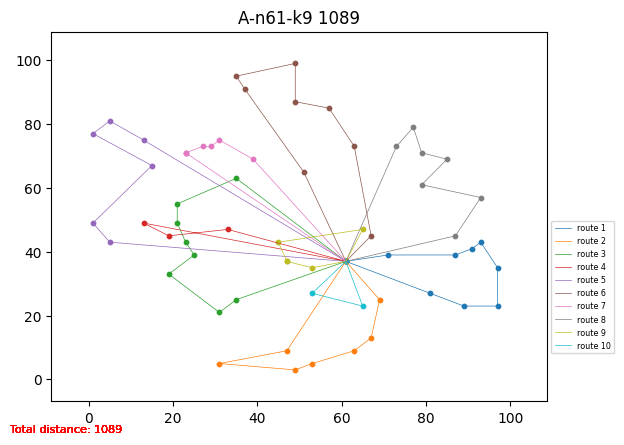 A-n61-k9 1089
100
80
60
40
20
0
0 20 40 60 80 100
route 1
route 2
route 3
route 4
route 5
route 6
route 7
route 8
route 9
route 10
Total distance: 1089